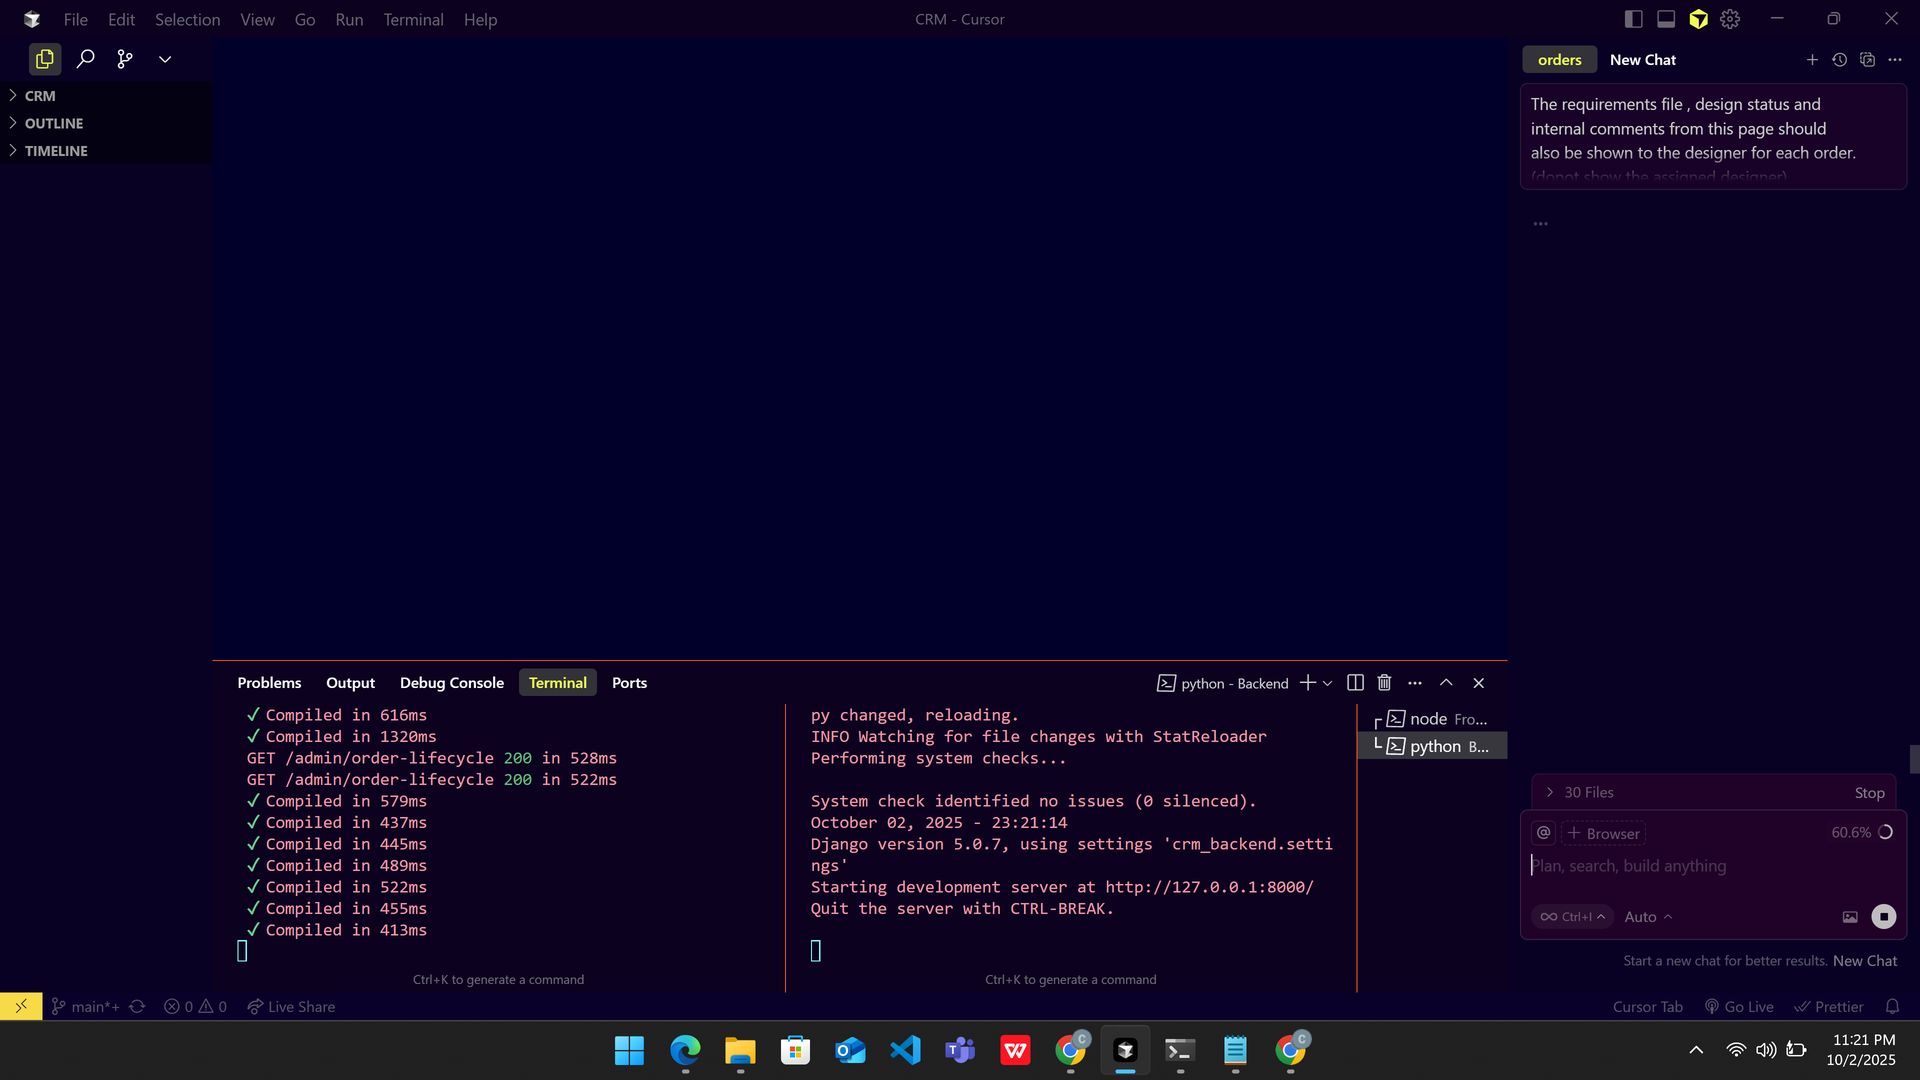 File Edit Selection View Go Run Terminal Help
CRM - Cursor
CRM
OUTLINE
TIMELINE
orders New Chat
The requirements file , design status and
internal comments from this page should
also be shown to the designer for each order.
(donot show the assigned designer)
...
Problems Output Debug Console Terminal Ports
python - Backend
✓ Compiled in 616ms
✓ Compiled in 1320ms
GET /admin/order-lifecycle 200 in 528ms
GET /admin/order-lifecycle 200 in 522ms
✓ Compiled in 579ms
✓ Compiled in 437ms
✓ Compiled in 445ms
✓ Compiled in 489ms
✓ Compiled in 522ms
✓ Compiled in 455ms
✓ Compiled in 413ms
Ctrl+K to generate a command
py changed, reloading.
INFO Watching for file changes with StatReloader
Performing system checks...
System check identified no issues (0 silenced).
October 02, 2025 - 23:21:14
Django version 5.0.7, using settings 'crm_backend.setti
ngs'
Starting development server at http://127.0.0.1:8000/
Quit the server with CTRL-BREAK.
Ctrl+K to generate a command
node Fro...
python B...
30 Files Stop
@ + Browser 60.6%
Plan, search, build anything
∞ Ctrl+I Auto
Start a new chat for better results. New Chat
main*+ 0 0 Live Share
Cursor Tab Go Live Prettier
11:21 PM
10/2/2025